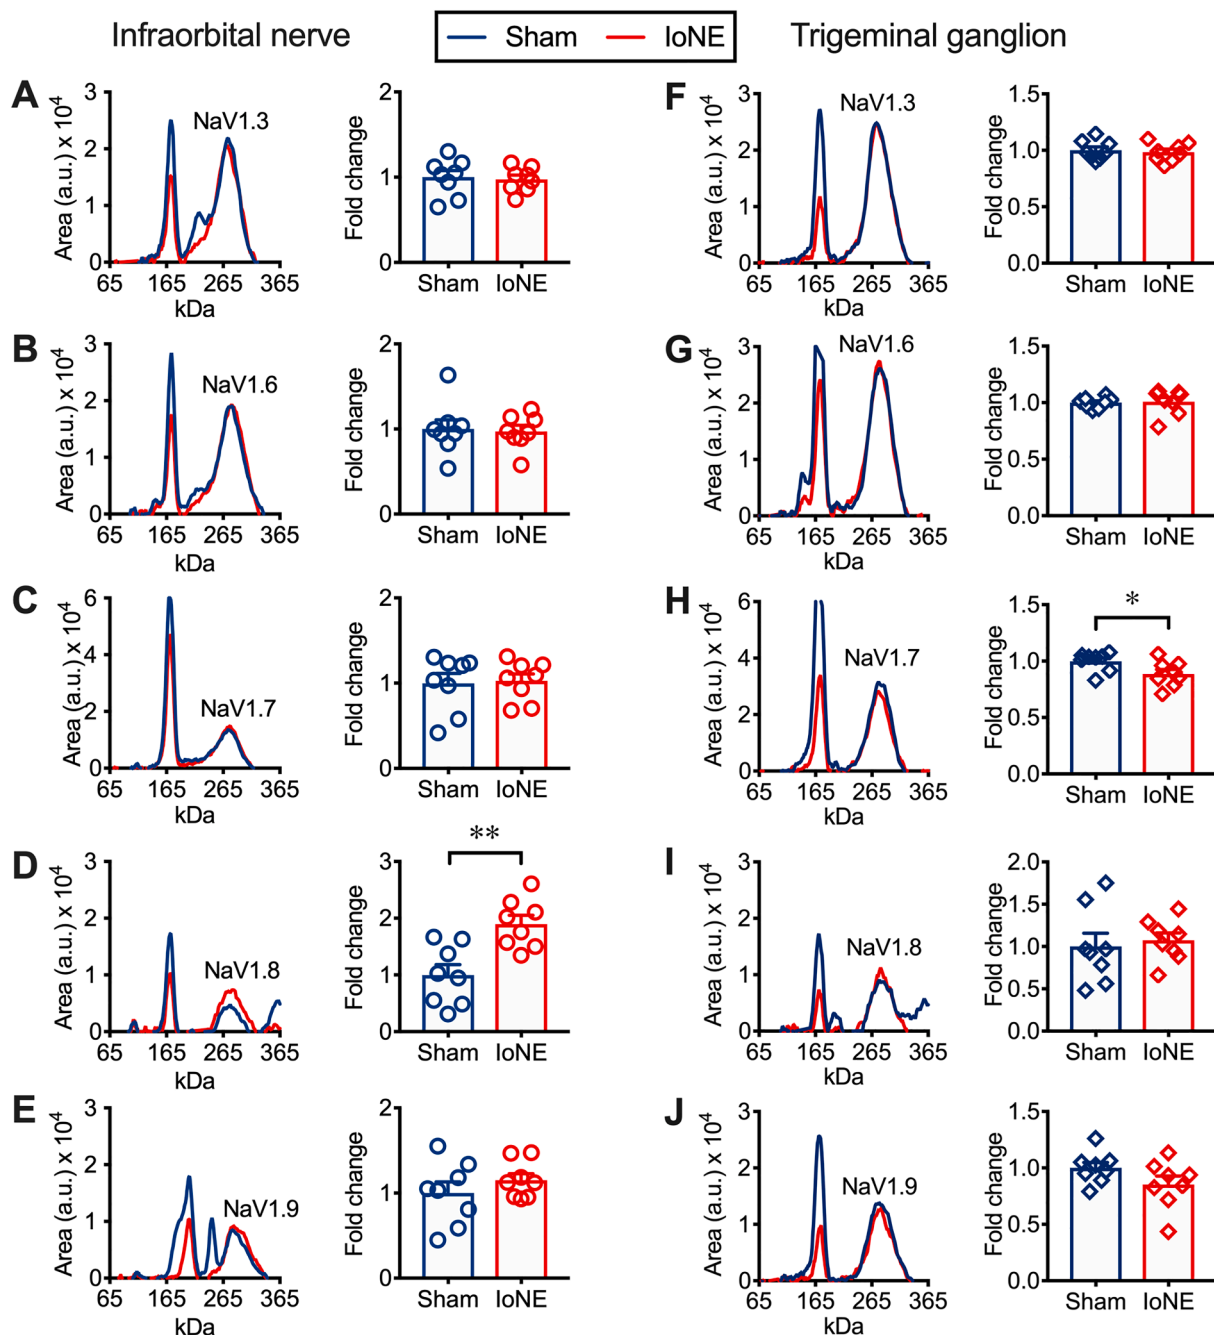 Infraorbital nerve
Sham IoNE
Trigeminal ganglion
A
Area (a.u.) x 10⁴
3
2
1
0
NaV1.3
65 165 265 365
kDa
Fold change
2
1
0
Sham IoNE
F
Area (a.u.) x 10⁴
3
2
1
0
NaV1.3
65 165 265 365
kDa
Fold change
1.5
1.0
0.5
0.0
Sham IoNE
B
Area (a.u.) x 10⁴
3
2
1
0
NaV1.6
65 165 265 365
kDa
Fold change
2
1
0
Sham IoNE
G
Area (a.u.) x 10⁴
3
2
1
0
NaV1.6
65 165 265 365
kDa
Fold change
1.5
1.0
0.5
0.0
Sham IoNE
C
Area (a.u.) x 10⁴
6
4
2
0
NaV1.7
65 165 265 365
kDa
Fold change
2
1
0
Sham IoNE
H
Area (a.u.) x 10⁴
6
4
2
0
NaV1.7
65 165 265 365
kDa
Fold change
1.5
1.0
0.5
0.0
*
Sham IoNE
D
Area (a.u.) x 10⁴
3
2
1
0
NaV1.8
65 165 265 365
kDa
Fold change
3
2
1
0
**
Sham IoNE
I
Area (a.u.) x 10⁴
3
2
1
0
NaV1.8
65 165 265 365
kDa
Fold change
2.0
1.5
1.0
0.5
0.0
Sham IoNE
E
Area (a.u.) x 10⁴
3
2
1
0
NaV1.9
65 165 265 365
kDa
Fold change
2
1
0
Sham IoNE
J
Area (a.u.) x 10⁴
3
2
1
0
NaV1.9
65 165 265 365
kDa
Fold change
1.5
1.0
0.5
0.0
Sham IoNE